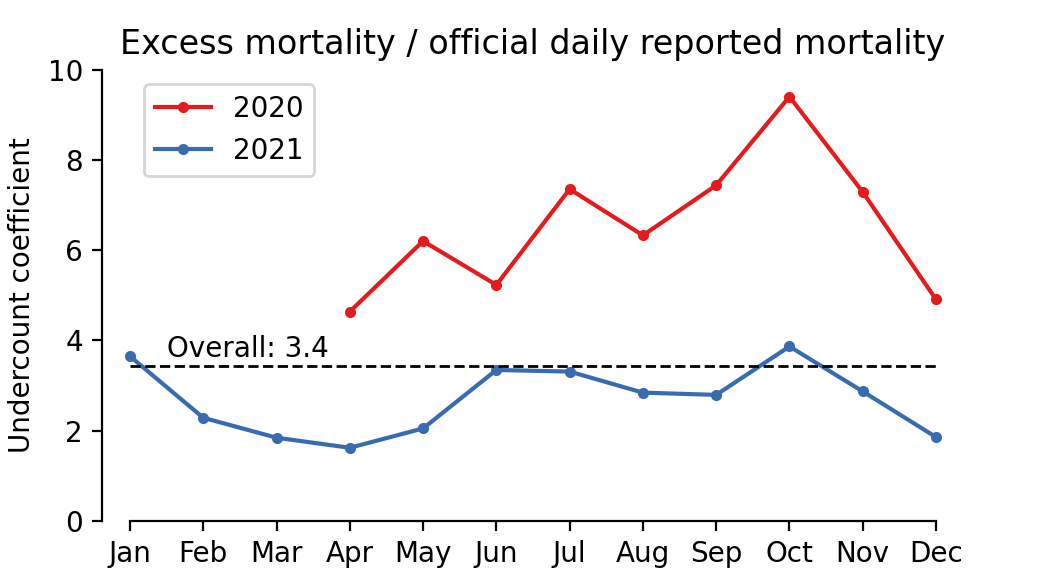 Excess mortality / official daily reported mortality
Undercount coefficient
10
8
6
4
2
0
2020
2021
Overall: 3.4
Jan Feb Mar Apr May Jun Jul Aug Sep Oct Nov Dec